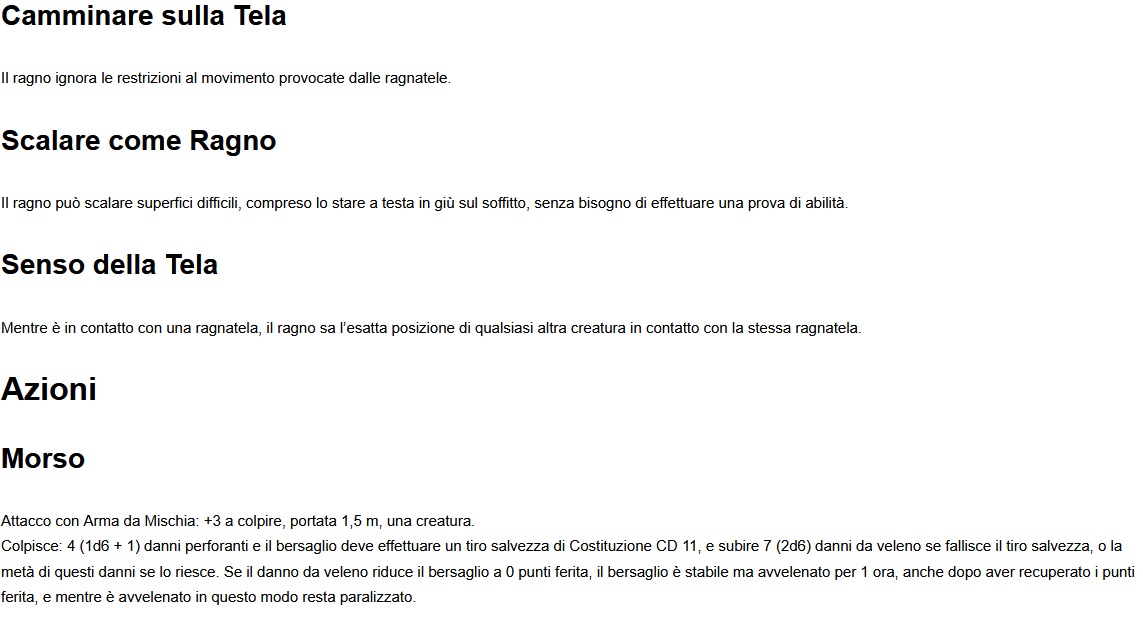 Camminare sulla Tela
Il ragno ignora le restrizioni al movimento provocate dalle ragnatele.
Scalare come Ragno
Il ragno può scalare superfici difficili, compreso lo stare a testa in giù sul soffitto, senza bisogno di effettuare una prova di abilità.
Senso della Tela
Mentre è in contatto con una ragnatela, il ragno sa l’esatta posizione di qualsiasi altra creatura in contatto con la stessa ragnatela.
Azioni
Morso
Attacco con Arma da Mischia: +3 a colpire, portata 1,5 m, una creatura.
Colpisce: 4 (1d6 + 1) danni perforanti e il bersaglio deve effettuare un tiro salvezza di Costituzione CD 11, e subire 7 (2d6) danni da veleno se fallisce il tiro salvezza, o la
metà di questi danni se lo riesce. Se il danno da veleno riduce il bersaglio a 0 punti ferita, il bersaglio è stabile ma avvelenato per 1 ora, anche dopo aver recuperato i punti
ferita, e mentre è avvelenato in questo modo resta paralizzato.